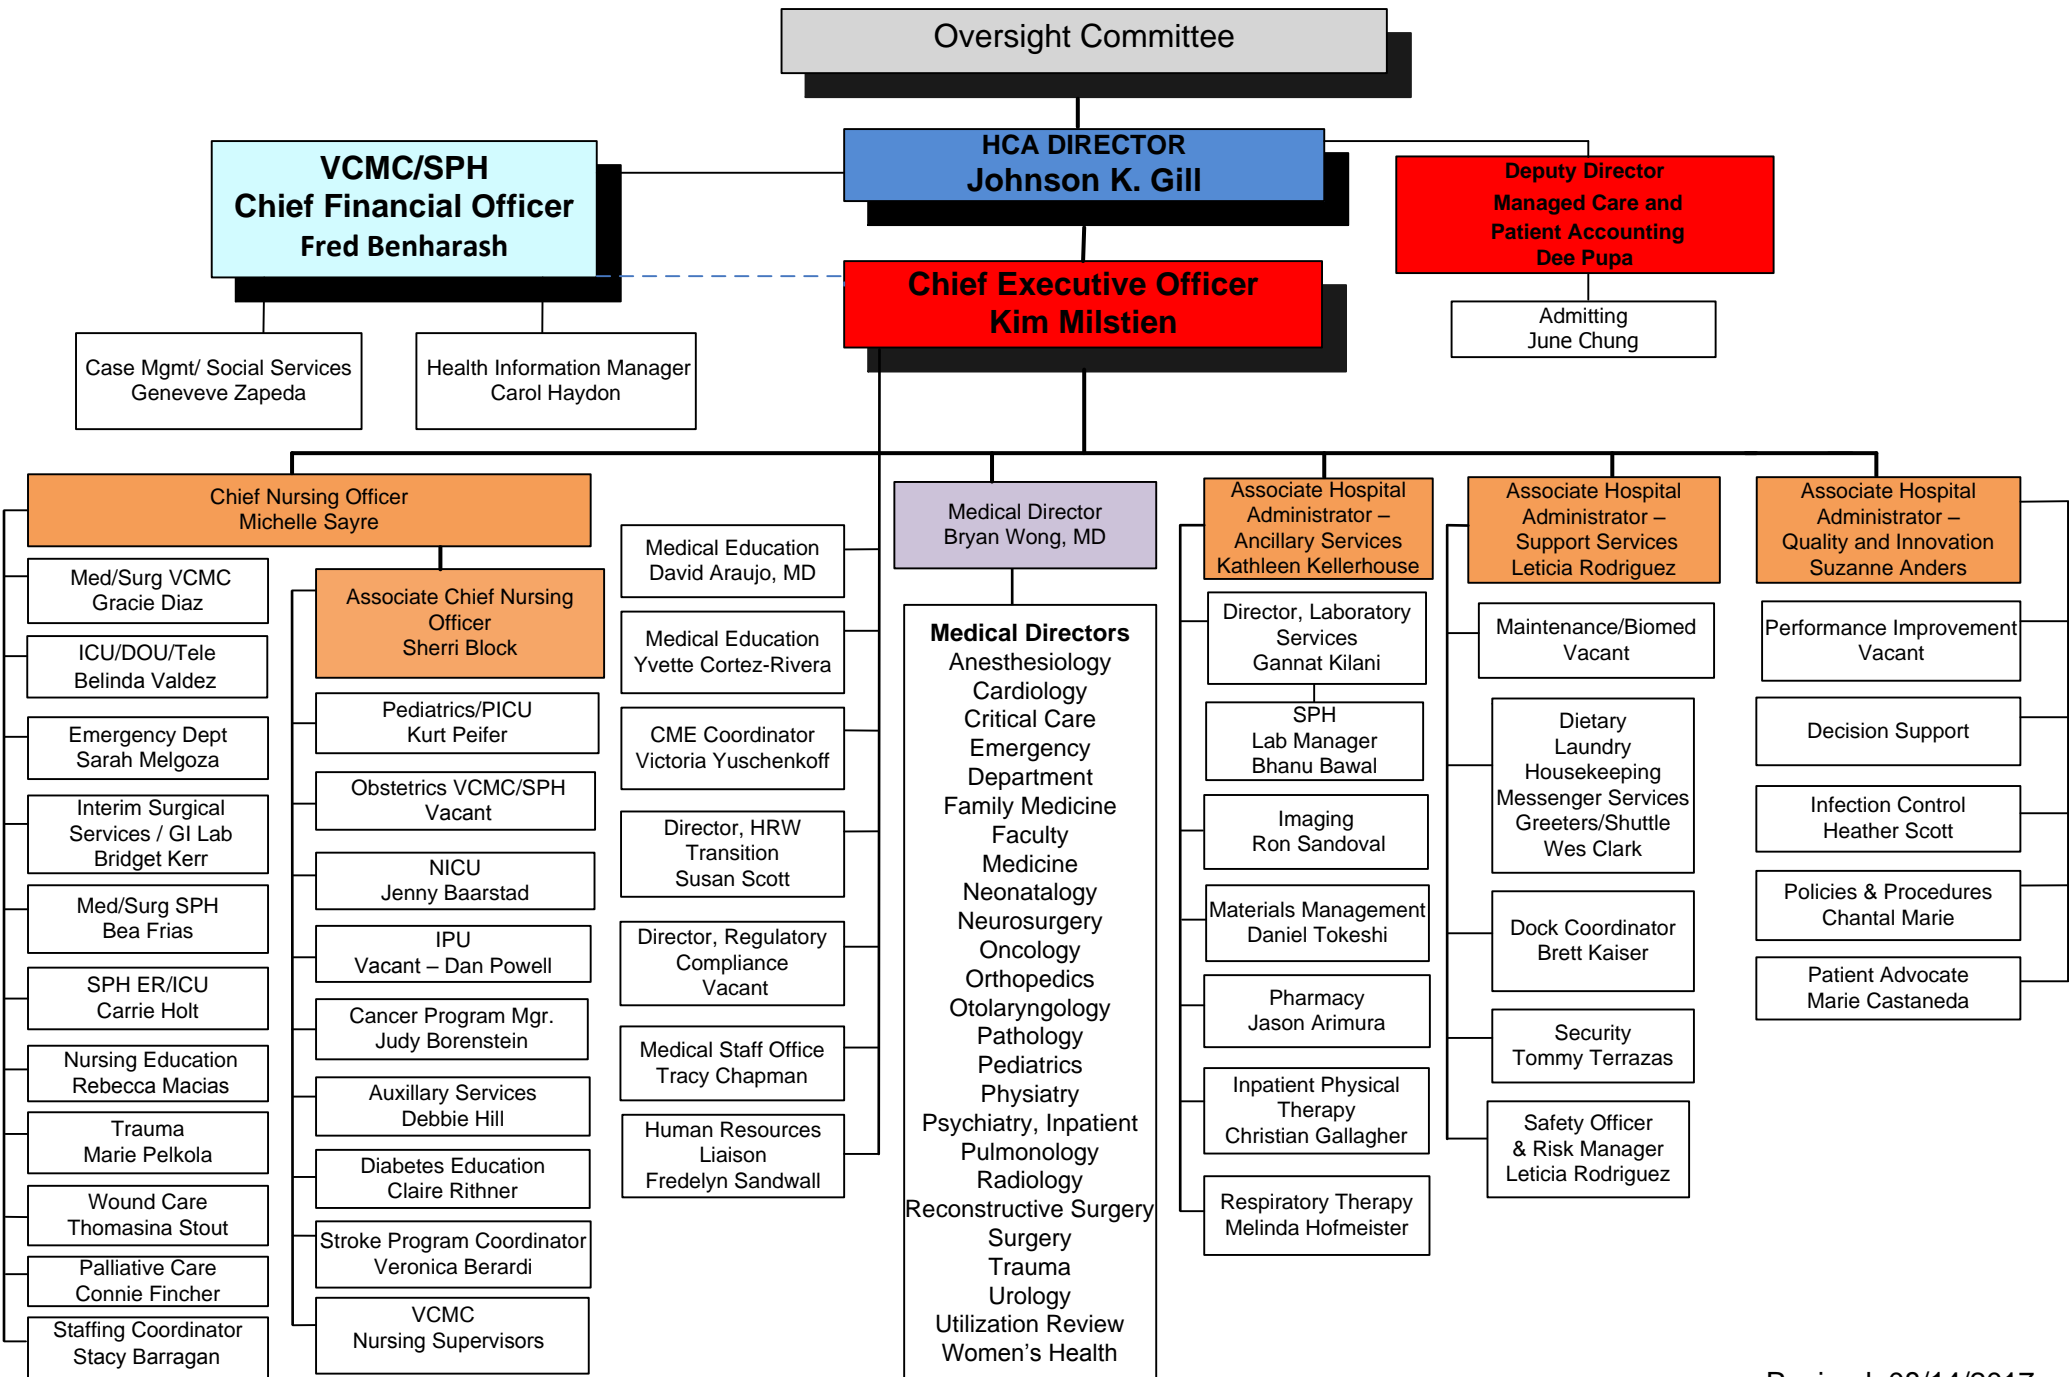 Oversight Committee
HCA DIRECTOR
Johnson K. Gill
VCMC/SPH
Chief Financial Officer
Fred Benharash
Deputy Director
Managed Care and
Patient Accounting
Dee Pupa
Chief Executive Officer
Kim Milstien
Admitting
June Chung
Case Mgmt/ Social Services
Geneveve Zapeda
Health Information Manager
Carol Haydon
Chief Nursing Officer
Michelle Sayre
Med/Surg VCMC
Gracie Diaz
ICU/DOU/Tele
Belinda Valdez
Emergency Dept
Sarah Melgoza
Interim Surgical
Services / GI Lab
Bridget Kerr
Med/Surg SPH
Bea Frias
SPH ER/ICU
Carrie Holt
Nursing Education
Rebecca Macias
Trauma
Marie Pelkola
Wound Care
Thomasina Stout
Palliative Care
Connie Fincher
Staffing Coordinator
Stacy Barragan
Associate Chief Nursing
Officer
Sherri Block
Pediatrics/PICU
Kurt Peifer
Obstetrics VCMC/SPH
Vacant
NICU
Jenny Baarstad
IPU
Vacant – Dan Powell
Cancer Program Mgr.
Judy Borenstein
Auxillary Services
Debbie Hill
Diabetes Education
Claire Rithner
Stroke Program Coordinator
Veronica Berardi
VCMC
Nursing Supervisors
Medical Education
David Araujo, MD
Medical Education
Yvette Cortez-Rivera
CME Coordinator
Victoria Yuschenkoff
Director, HRW
Transition
Susan Scott
Director, Regulatory
Compliance
Vacant
Medical Staff Office
Tracy Chapman
Human Resources
Liaison
Fredelyn Sandwall
Medical Director
Bryan Wong, MD
Medical Directors
Anesthesiology
Cardiology
Critical Care
Emergency
Department
Family Medicine
Faculty
Medicine
Neonatalogy
Neurosurgery
Oncology
Orthopedics
Otolaryngology
Pathology
Pediatrics
Physiatry
Psychiatry, Inpatient
Pulmonology
Radiology
Reconstructive Surgery
Surgery
Trauma
Urology
Utilization Review
Women's Health
Associate Hospital
Administrator –
Ancillary Services
Kathleen Kellerhouse
Director, Laboratory
Services
Gannat Kilani
SPH
Lab Manager
Bhanu Bawal
Imaging
Ron Sandoval
Materials Management
Daniel Tokeshi
Pharmacy
Jason Arimura
Inpatient Physical
Therapy
Christian Gallagher
Respiratory Therapy
Melinda Hofmeister
Associate Hospital
Administrator –
Support Services
Leticia Rodriguez
Maintenance/Biomed
Vacant
Dietary
Laundry
Housekeeping
Messenger Services
Greeters/Shuttle
Wes Clark
Dock Coordinator
Brett Kaiser
Security
Tommy Terrazas
Safety Officer
& Risk Manager
Leticia Rodriguez
Associate Hospital
Administrator –
Quality and Innovation
Suzanne Anders
Performance Improvement
Vacant
Decision Support
Infection Control
Heather Scott
Policies & Procedures
Chantal Marie
Patient Advocate
Marie Castaneda